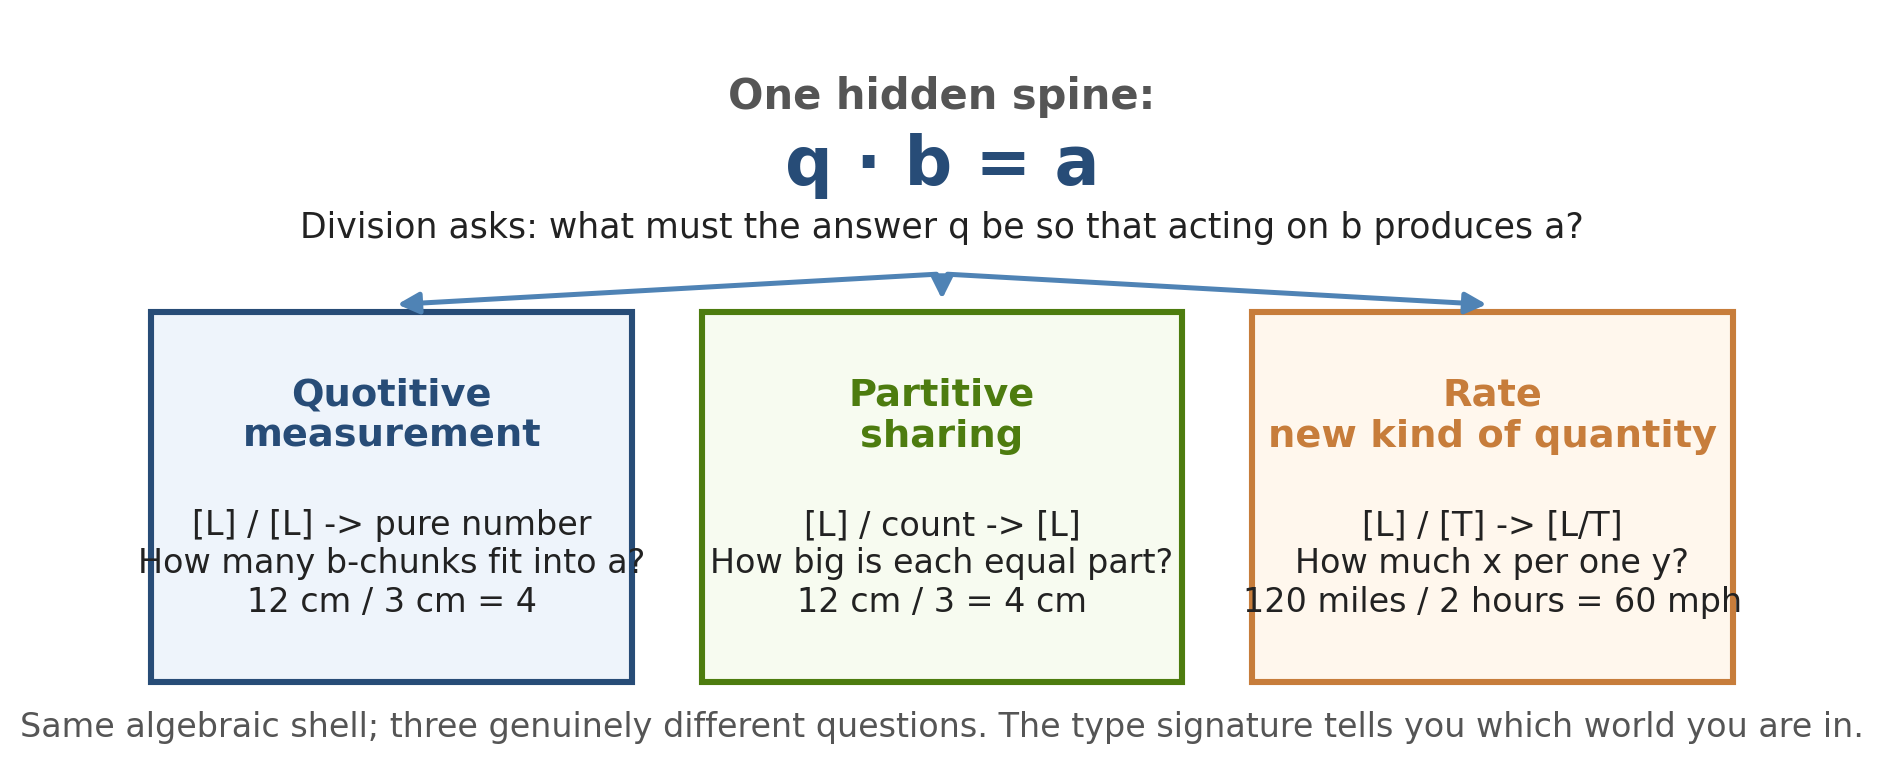 One hidden spine:
q · b = a
Division asks: what must the answer q be so that acting on b produces a?
Quotitive
measurement
[L] / [L] -> pure number
How many b-chunks fit into a?
12 cm / 3 cm = 4
Partitive
sharing
[L] / count -> [L]
How big is each equal part?
12 cm / 3 = 4 cm
Rate
new kind of quantity
[L] / [T] -> [L/T]
How much x per one y?
120 miles / 2 hours = 60 mph
Same algebraic shell; three genuinely different questions. The type signature tells you which world you are in.